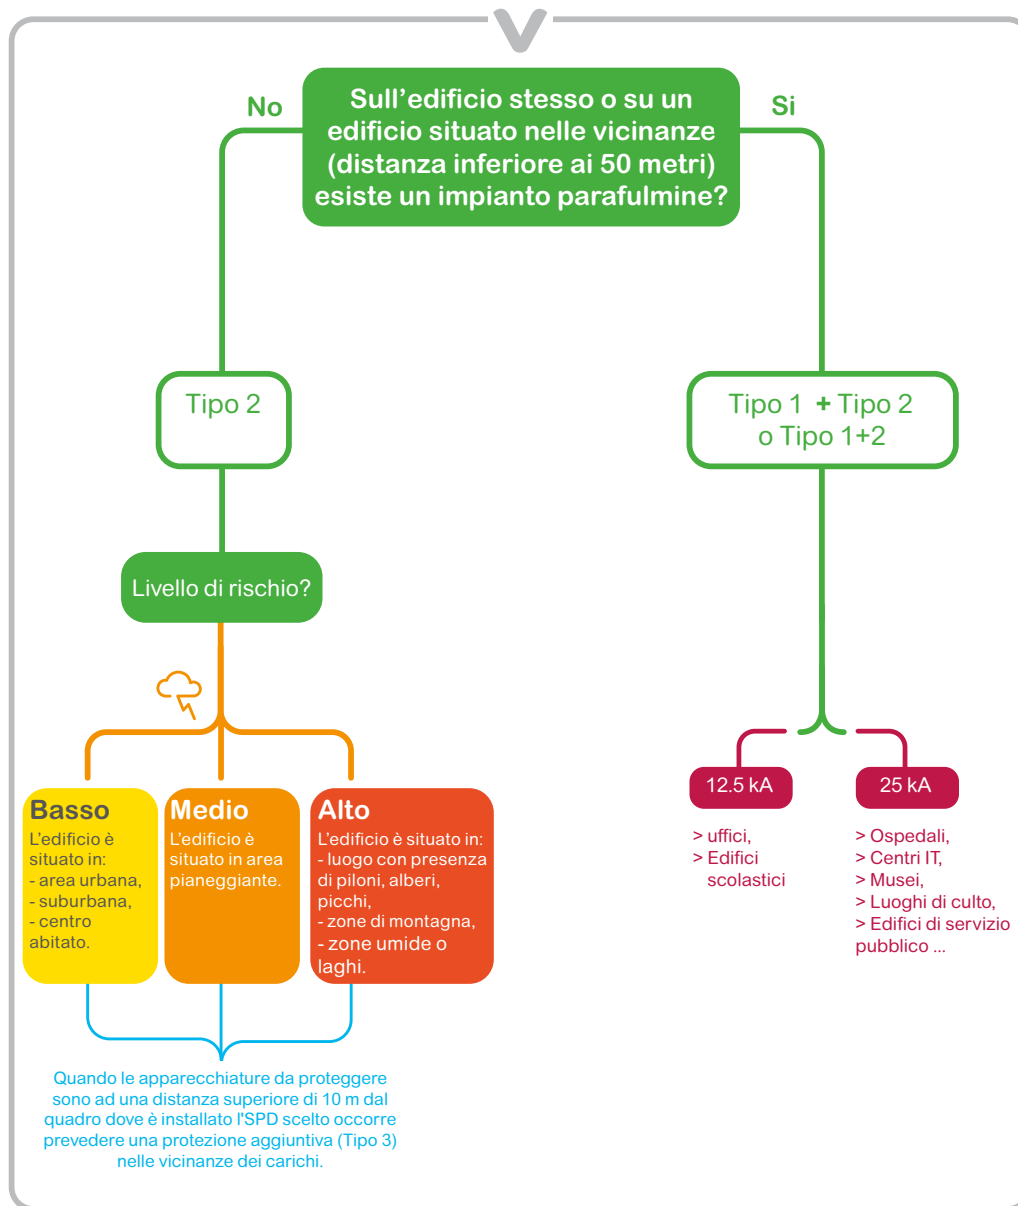 Sull'edificio stesso o su un
edificio situato nelle vicinanze
(distanza inferiore ai 50 metri)
esiste un impianto parafulmine?
No
Si
Tipo 2
Tipo 1 + Tipo 2
o Tipo 1+2
Livello di rischio?
Basso
L'edificio è
situato in:
- area urbana,
- suburbana,
- centro
abitato.
Medio
L'edificio è
situato in area
pianeggiante.
Alto
L'edificio è situato in:
- luogo con presenza
di piloni, alberi,
picchi,
- zone di montagna,
- zone umide o
laghi.
12.5 kA
> uffici,
> Edifici
scolastici
25 kA
> Ospedali,
> Centri IT,
> Musei,
> Luoghi di culto,
> Edifici di servizio
pubblico ...
Quando le apparecchiature da proteggere
sono ad una distanza superiore di 10 m dal
quadro dove è installato l'SPD scelto occorre
prevedere una protezione aggiuntiva (Tipo 3)
nelle vicinanze dei carichi.